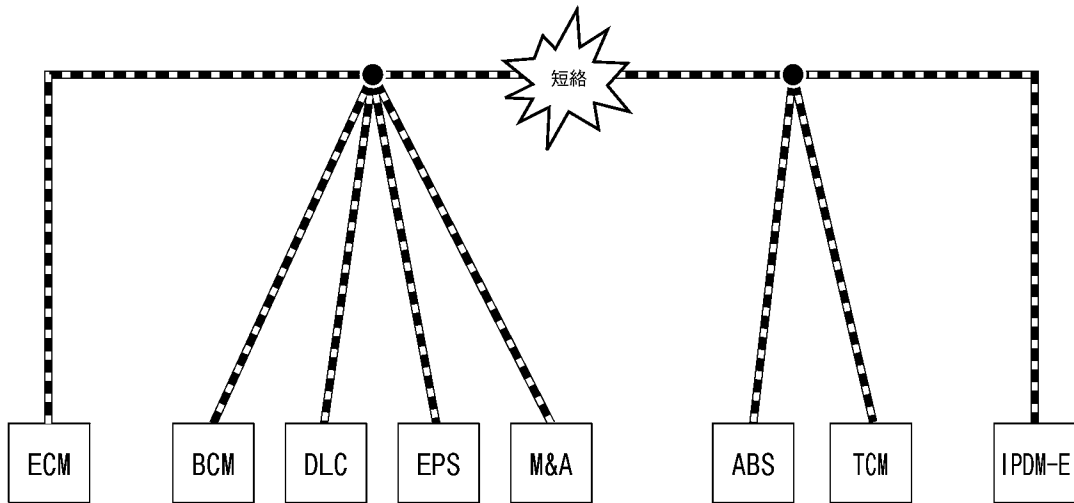 短絡
ECM
BCM
DLC
EPS
M&A
ABS
TCM
IPDM-E